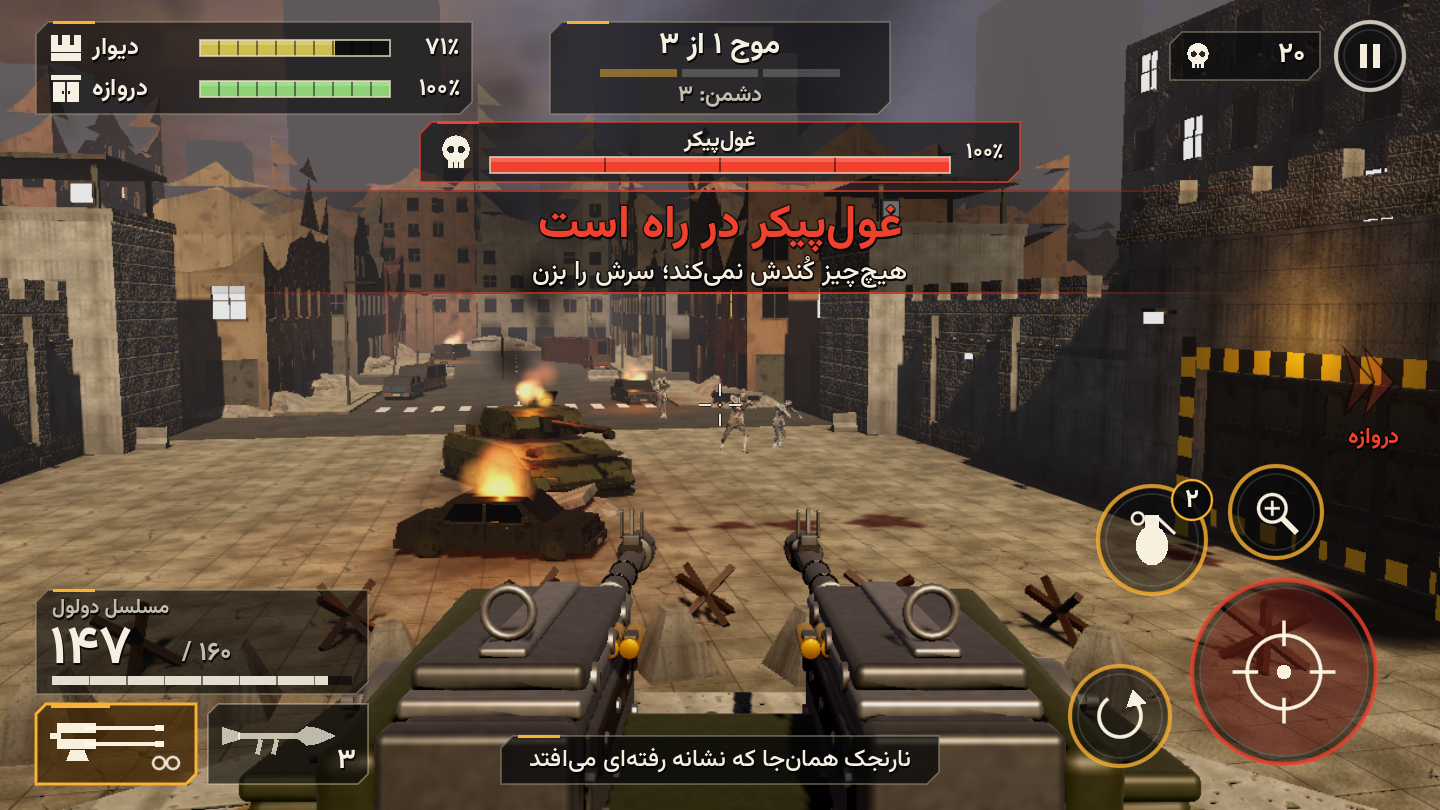 دیوار ۷۱٪
دروازه ۱۰۰٪
موج ۱ از ۳
دشمن: ۳
۲۰
غول‌پیکر
۱۰۰٪
غول‌پیکر در راه است
هیچ‌چیز کُندش نمی‌کند؛ سرش را بزن
دروازه
۲
مسلسل دولول
۱۴۷ / ۱۶۰
∞
۳
نارنجک همان‌جا که نشانه رفته‌ای می‌افتد